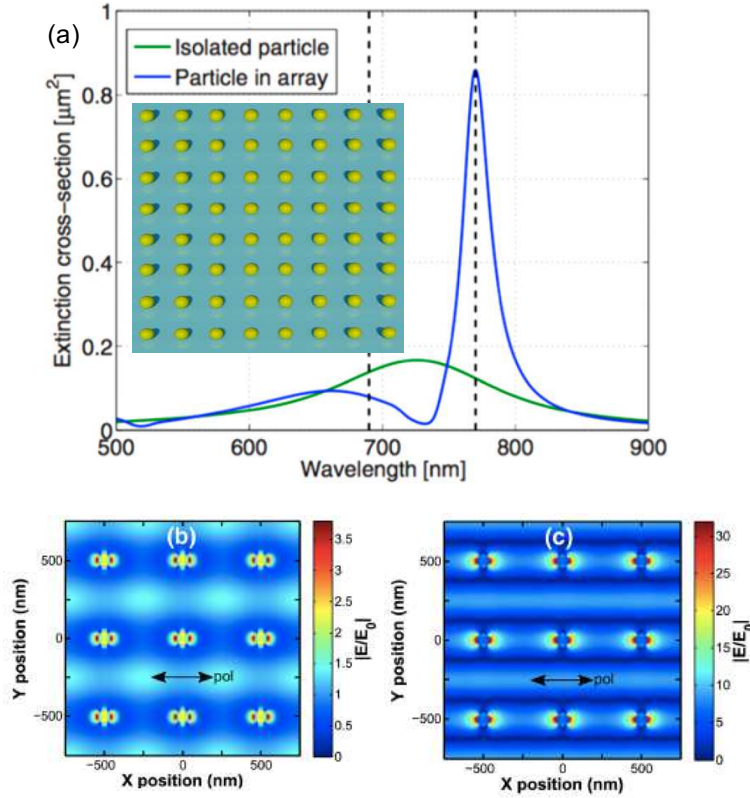 (a)
Isolated particle
Particle in array
Extinction cross-section [μm²]
1
0.8
0.6
0.4
0.2
0
500
600
700
800
900
Wavelength [nm]
(b)
Y position (nm)
500
0
−500
pol
−500
0
500
X position (nm)
3.5
3
2.5
2
1.5
1
0.5
0
|E/E₀|
(c)
Y position (nm)
500
0
−500
pol
−500
0
500
X position (nm)
30
25
20
15
10
5
0
|E/E₀|